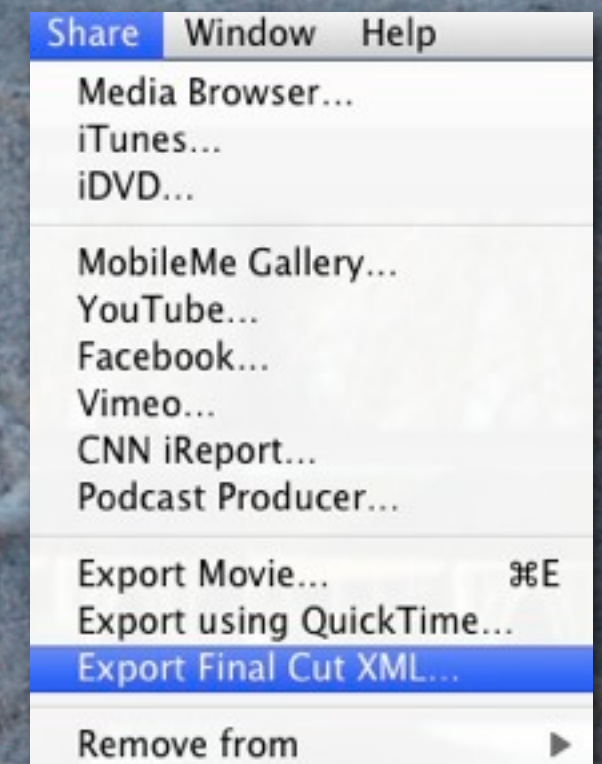 Share Window Help
Media Browser...
iTunes...
iDVD...
MobileMe Gallery...
YouTube...
Facebook...
Vimeo...
CNN iReport...
Podcast Producer...
Export Movie... ⌘E
Export using QuickTime...
Export Final Cut XML...
Remove from